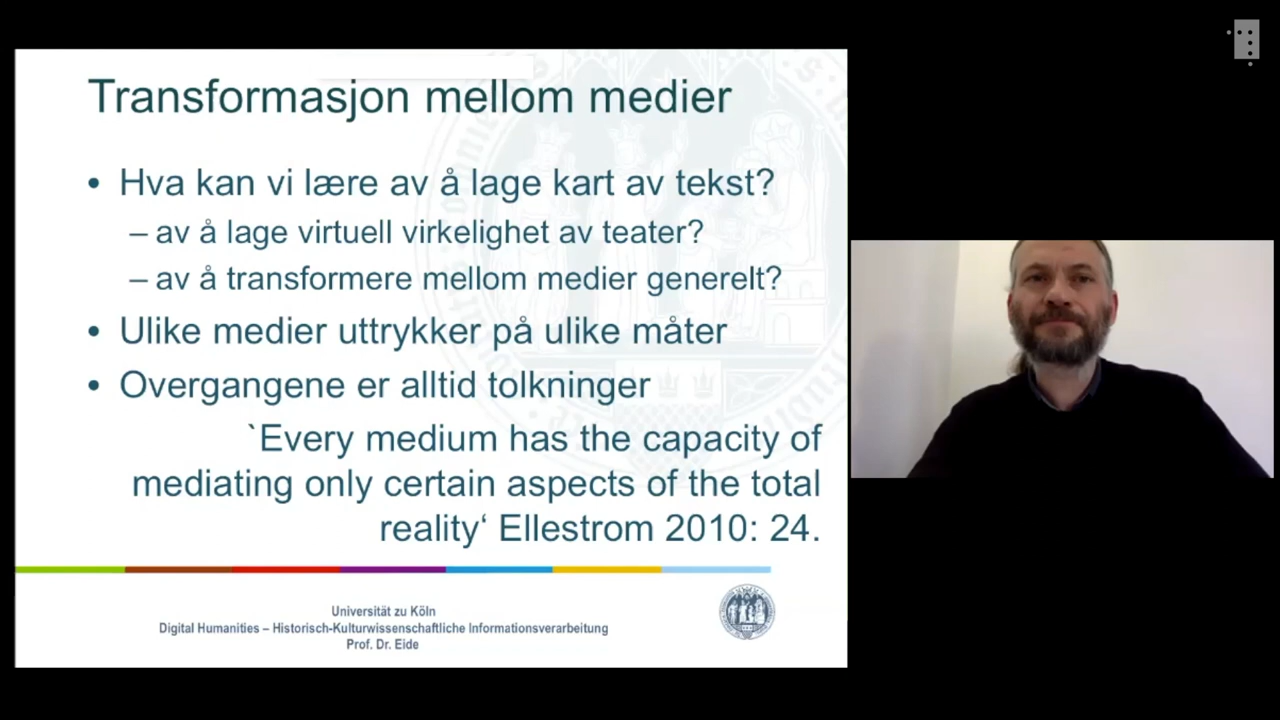 Transformasjon mellom medier
• Hva kan vi lære av å lage kart av tekst?
– av å lage virtuell virkelighet av teater?
– av å transformere mellom medier generelt?
• Ulike medier uttrykker på ulike måter
• Overgangene er alltid tolkninger
`Every medium has the capacity of
mediating only certain aspects of the total
reality‘ Ellestrom 2010: 24.
Universität zu Köln
Digital Humanities – Historisch-Kulturwissenschaftliche Informationsverarbeitung
Prof. Dr. Eide